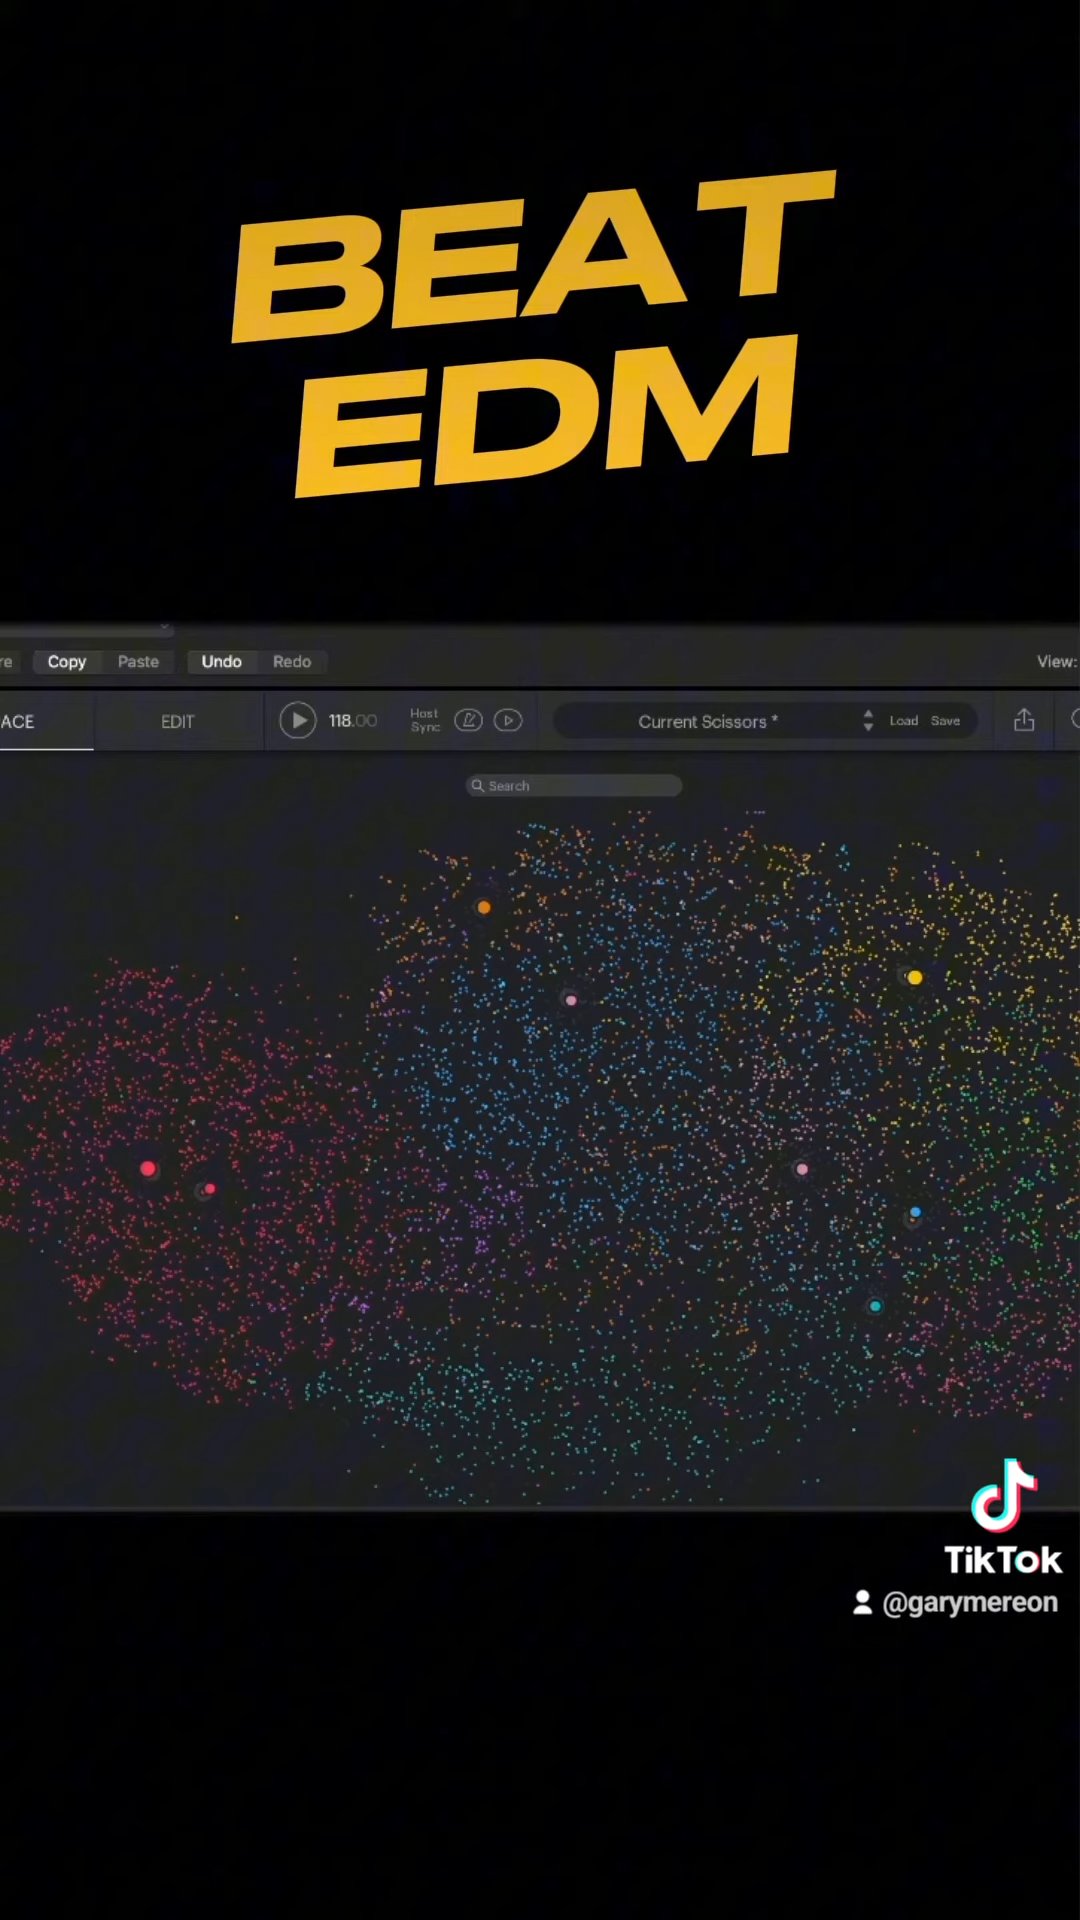 BEAT
EDM
re Copy Paste Undo Redo View:
ACE EDIT 118.00 Host Sync Current Scissors * Load Save
Search
TikTok
@garymereon